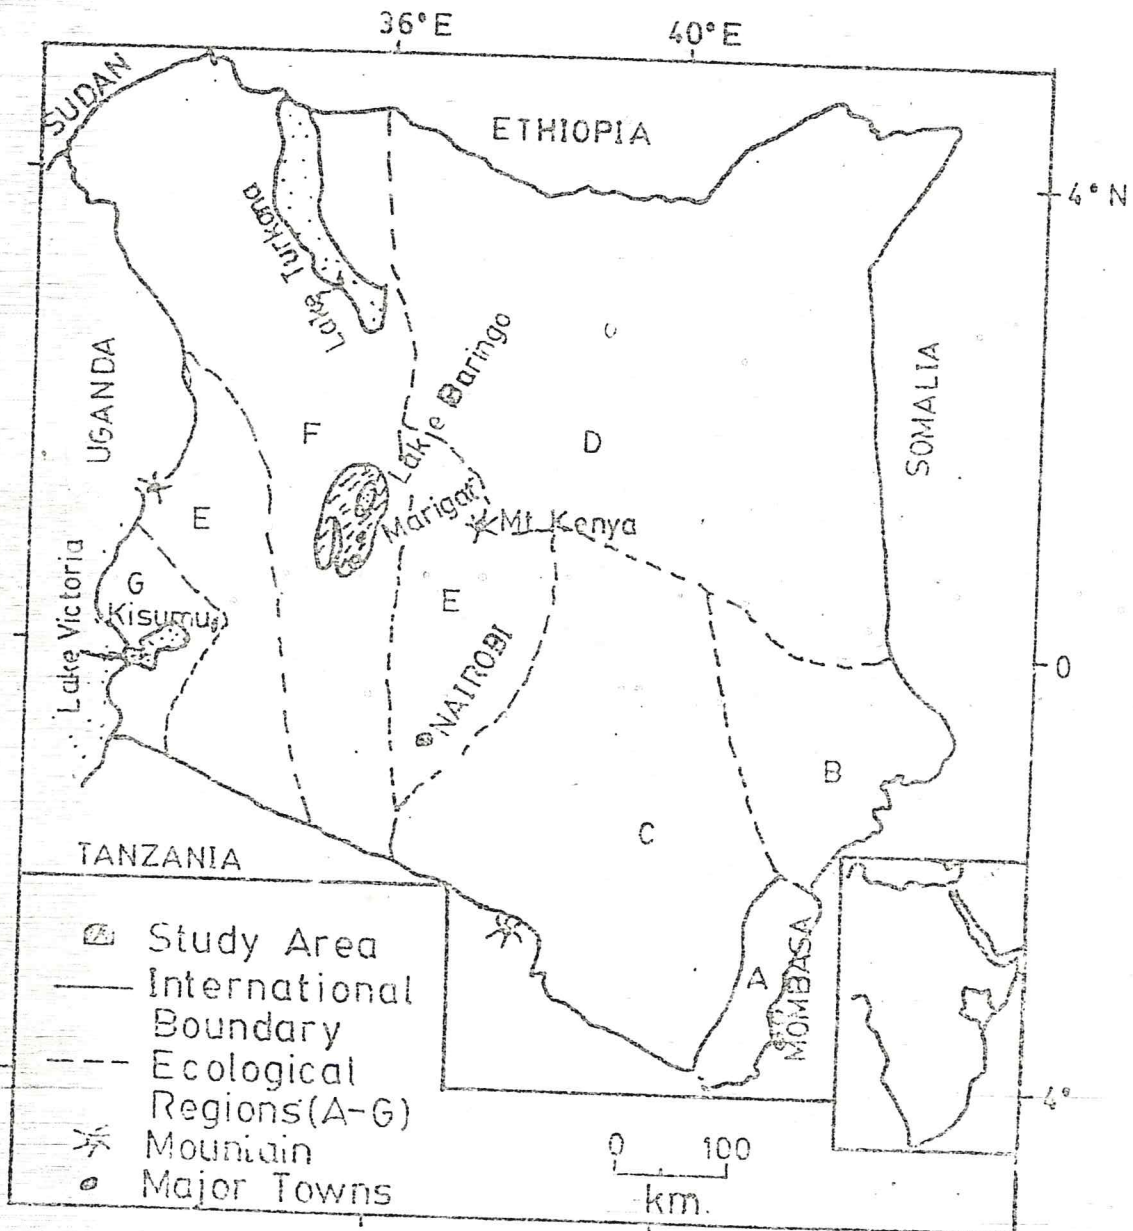 36°E
40°E
SUDAN
ETHIOPIA
4°N
Lake Turkana
UGANDA
Lake Baringo
SOMALIA
F
D
Marigat
Mt. Kenya
E
G
Kisumu
E
Lake Victoria
NAIROBI
0
B
C
TANZANIA
A
MOMBASA
Study Area
International
Boundary
Ecological
Regions(A-G)
Mountain
Major Towns
0 100
km.
4°